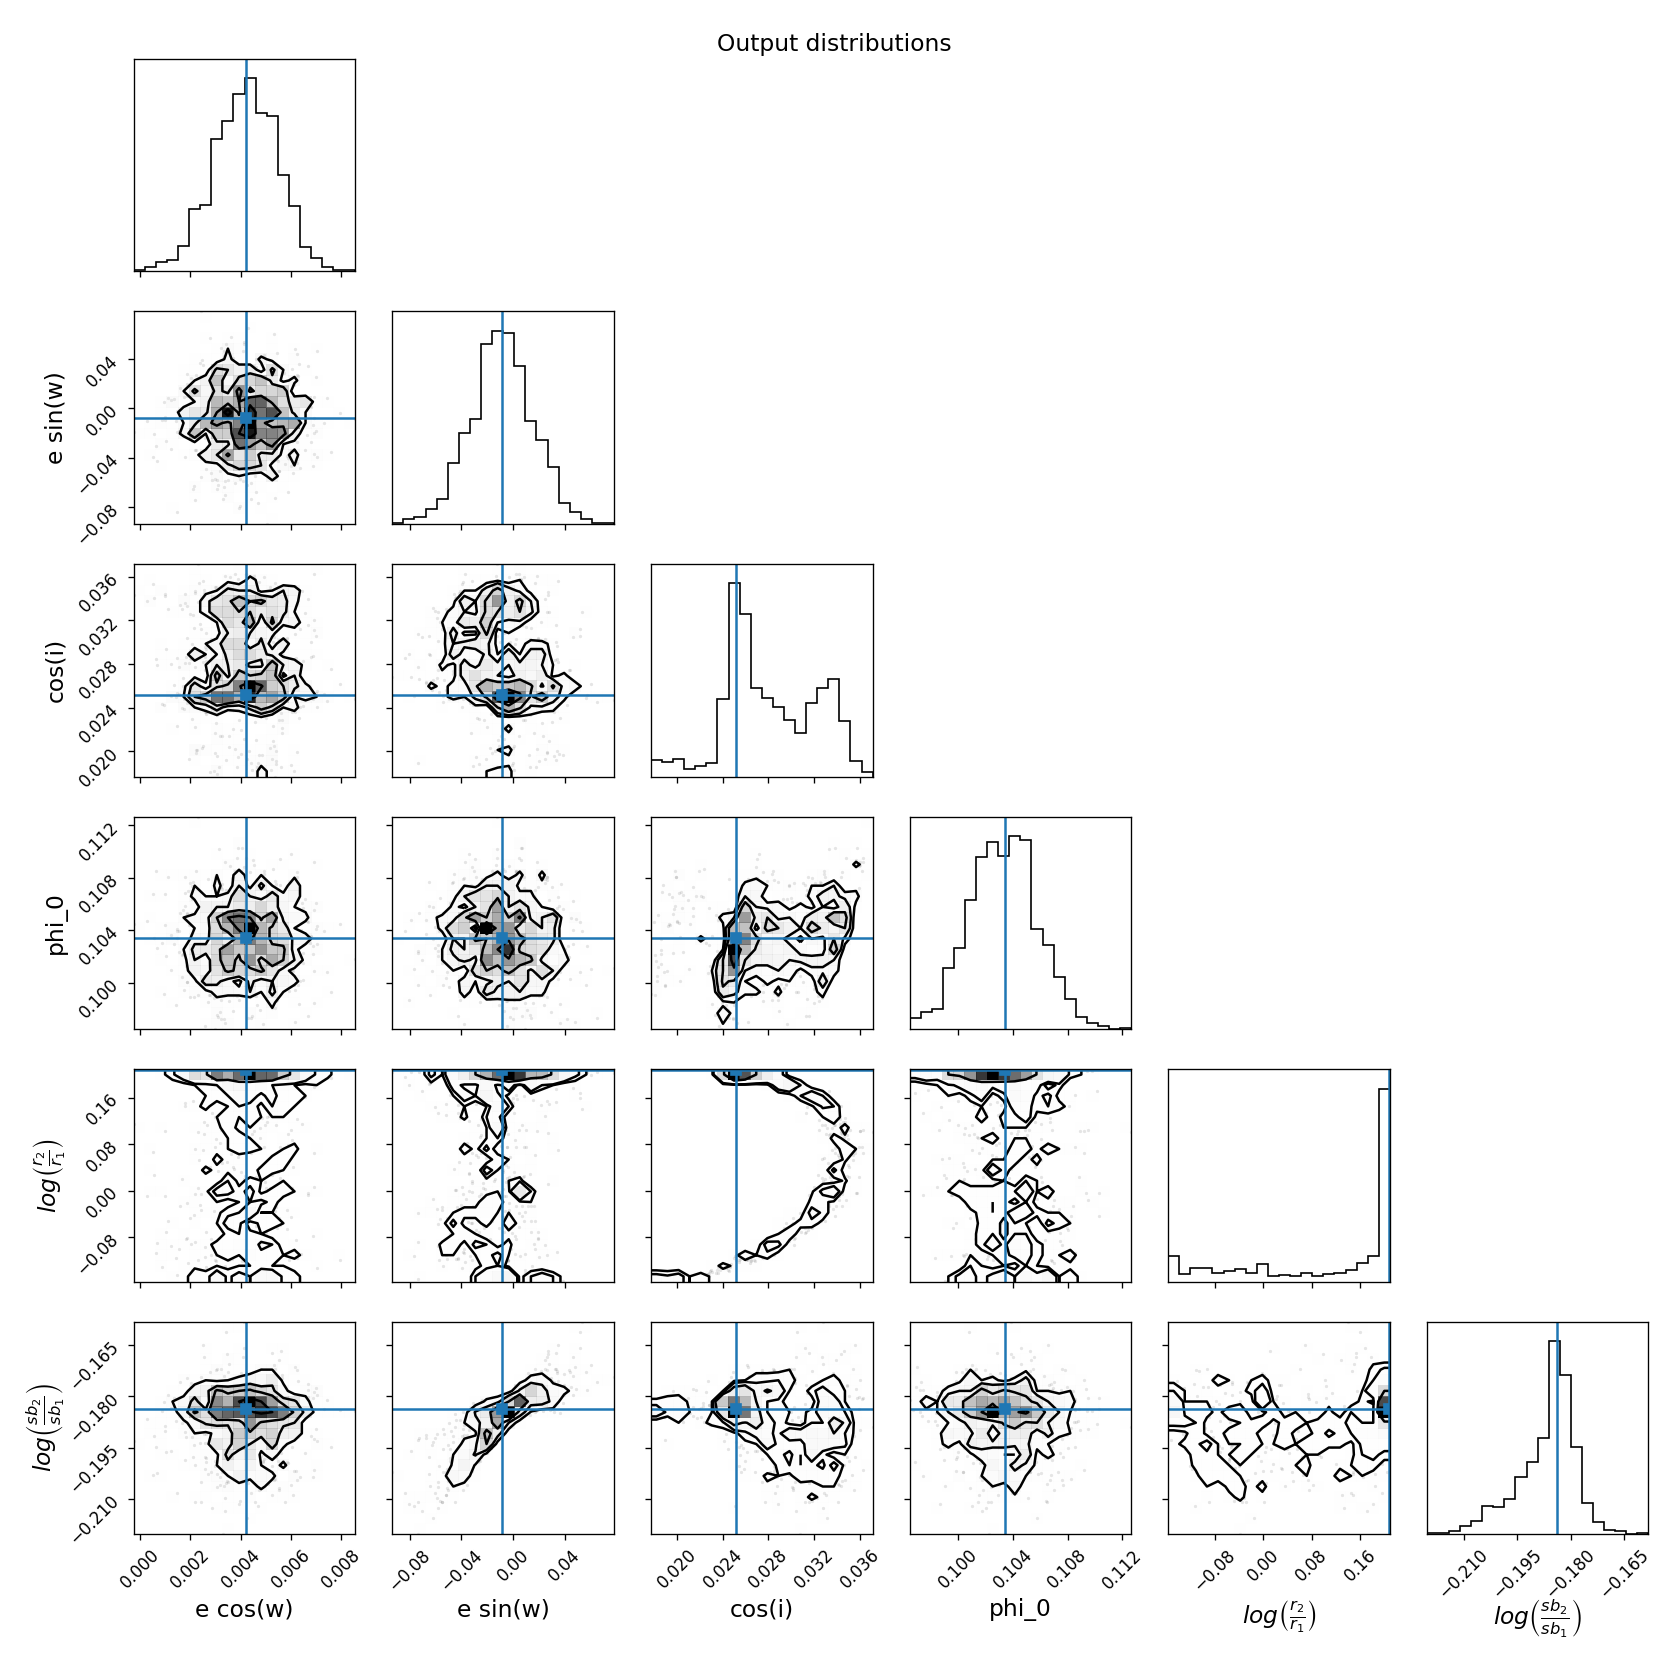 Output distributions
e sin(w)
0.04
0.00
−0.04
−0.08
cos(i)
0.036
0.032
0.028
0.024
0.020
phi_0
0.112
0.108
0.104
0.100
log(r₂/r₁)
0.16
0.08
0.00
−0.08
log(sb₂/sb₁)
−0.165
−0.180
−0.195
−0.210
0.000 0.002 0.004 0.006 0.008 −0.08 −0.04 0.00 0.04 0.020 0.024 0.028 0.032 0.036 0.100 0.104 0.108 0.112 −0.08 0.00 0.08 0.16 −0.210 −0.195 −0.180 −0.165
e cos(w) e sin(w) cos(i) phi_0 log(r₂/r₁) log(sb₂/sb₁)